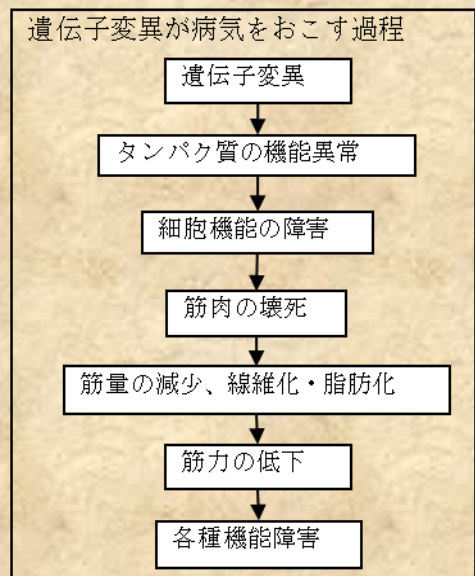 遺伝子変異が病気をおこす過程
遺伝子変異
タンパク質の機能異常
細胞機能の障害
筋肉の壊死
筋量の減少、線維化・脂肪化
筋力の低下
各種機能障害